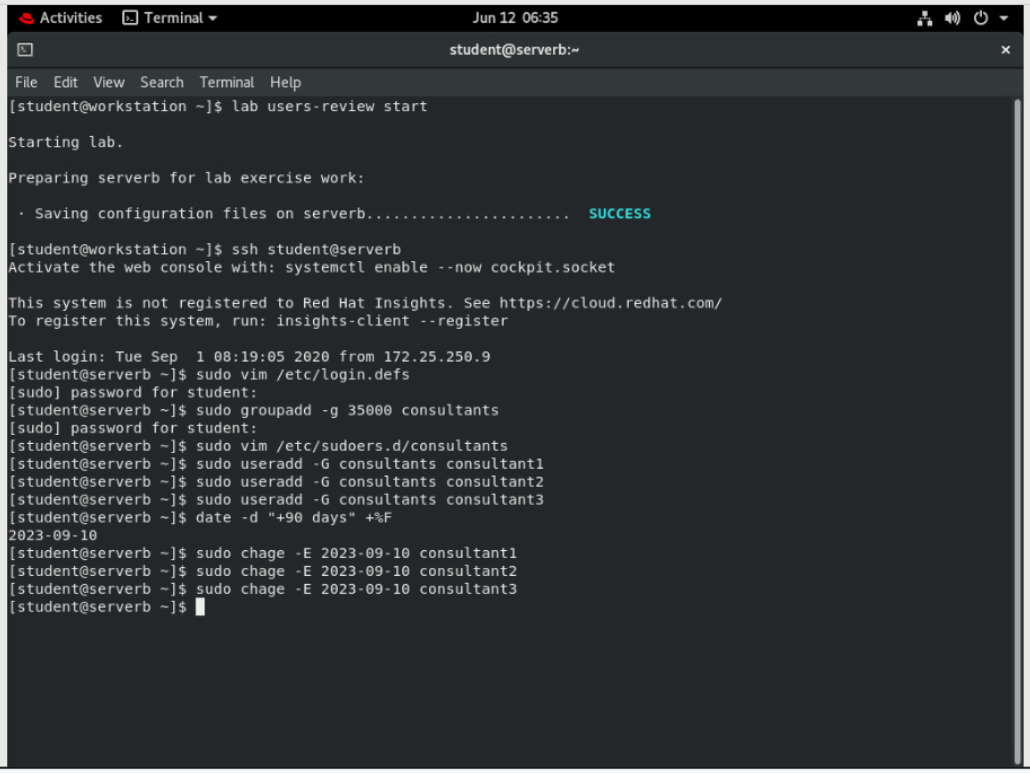 Activities Terminal Jun 12 06:35
student@serverb:~ ×
File Edit View Search Terminal Help
[student@workstation ~]$ lab users-review start
Starting lab.
Preparing serverb for lab exercise work:
· Saving configuration files on serverb....................... SUCCESS
[student@workstation ~]$ ssh student@serverb
Activate the web console with: systemctl enable --now cockpit.socket
This system is not registered to Red Hat Insights. See https://cloud.redhat.com/
To register this system, run: insights-client --register
Last login: Tue Sep  1 08:19:05 2020 from 172.25.250.9
[student@serverb ~]$ sudo vim /etc/login.defs
[sudo] password for student:
[student@serverb ~]$ sudo groupadd -g 35000 consultants
[sudo] password for student:
[student@serverb ~]$ sudo vim /etc/sudoers.d/consultants
[student@serverb ~]$ sudo useradd -G consultants consultant1
[student@serverb ~]$ sudo useradd -G consultants consultant2
[student@serverb ~]$ sudo useradd -G consultants consultant3
[student@serverb ~]$ date -d "+90 days" +%F
2023-09-10
[student@serverb ~]$ sudo chage -E 2023-09-10 consultant1
[student@serverb ~]$ sudo chage -E 2023-09-10 consultant2
[student@serverb ~]$ sudo chage -E 2023-09-10 consultant3
[student@serverb ~]$